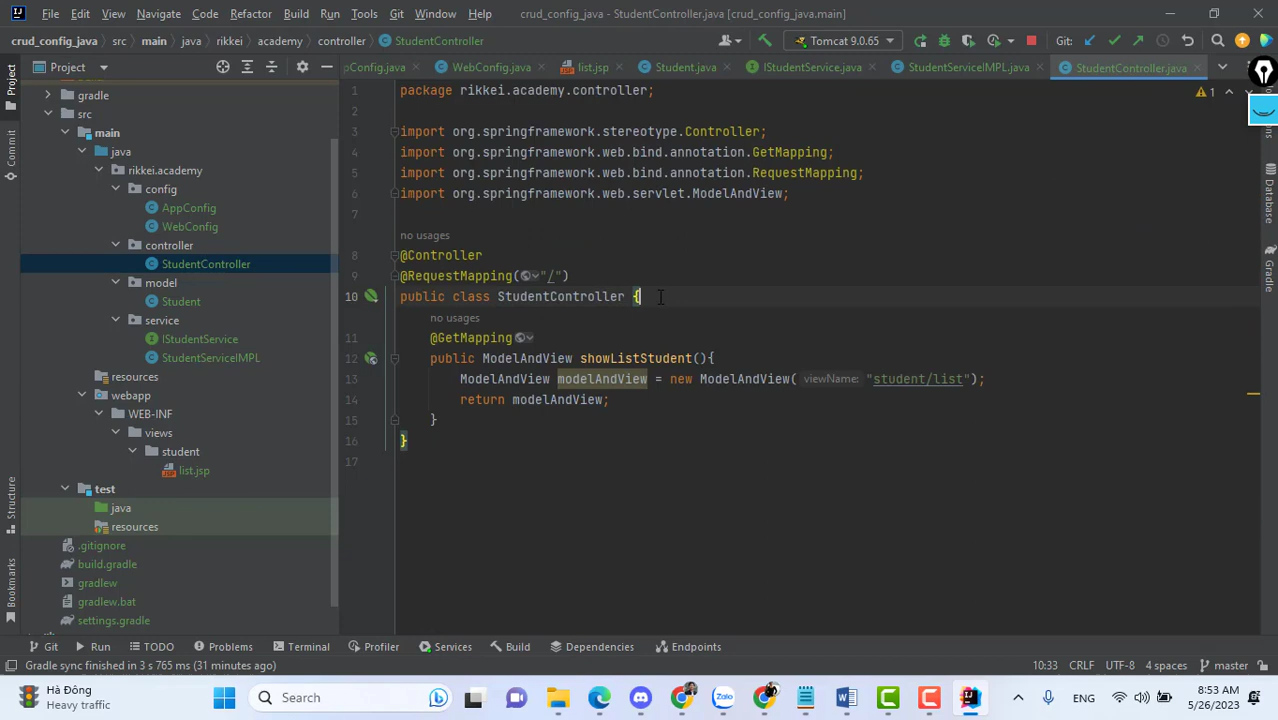 File Edit View Navigate Code Refactor Build Run Tools Git Window Help crud_config_java - StudentController.java [crud_config_java.main]
crud_config_java src main java rikkei academy controller StudentController Tomcat 9.0.65 Git:
Project pConfig.java WebConfig.java list.jsp Student.java IStudentService.java StudentServiceIMPL.java StudentController.java
gradle
src
main
java
rikkei.academy
config
AppConfig
WebConfig
controller
StudentController
model
Student
service
IStudentService
StudentServiceIMPL
resources
webapp
WEB-INF
views
student
list.jsp
test
java
resources
.gitignore
build.gradle
gradlew
gradlew.bat
settings.gradle
Project
Commit
Structure
Bookmarks
1 package rikkei.academy.controller;
2
3 import org.springframework.stereotype.Controller;
4 import org.springframework.web.bind.annotation.GetMapping;
5 import org.springframework.web.bind.annotation.RequestMapping;
6 import org.springframework.web.servlet.ModelAndView;
7
no usages
8 @Controller
9 @RequestMapping("/")
10 public class StudentController {
no usages
11 @GetMapping
12 public ModelAndView showListStudent(){
13 ModelAndView modelAndView = new ModelAndView( viewName: "student/list");
14 return modelAndView;
15 }
16 }
17
1
Database
Gradle
Git Run TODO Problems Terminal Profiler Services Build Dependencies Endpoints
Gradle sync finished in 3 s 765 ms (31 minutes ago) 10:33 CRLF UTF-8 4 spaces master
Hà Đông
Heavy traffic
Search
Zalo
ENG
8:53 AM
5/26/2023